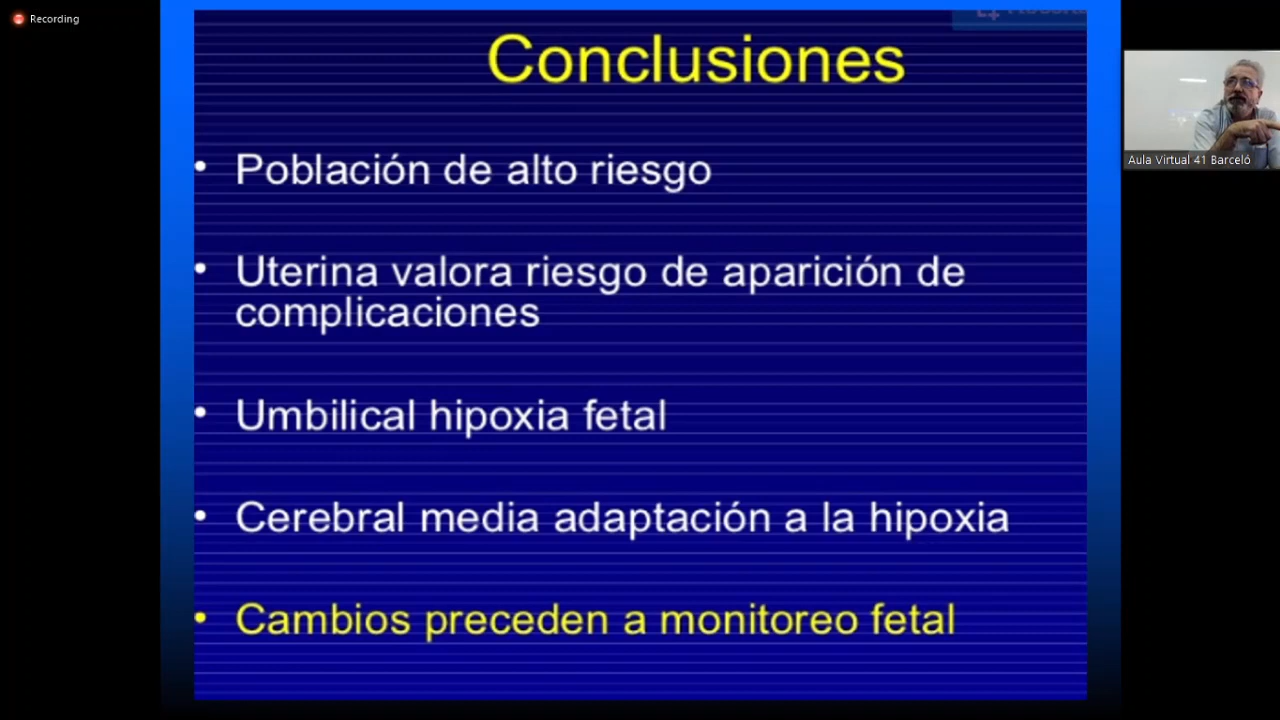 Recording
Conclusiones
• Población de alto riesgo
• Uterina valora riesgo de aparición de
complicaciones
• Umbilical hipoxia fetal
• Cerebral media adaptación a la hipoxia
• Cambios preceden a monitoreo fetal
Aula Virtual 41 Barceló